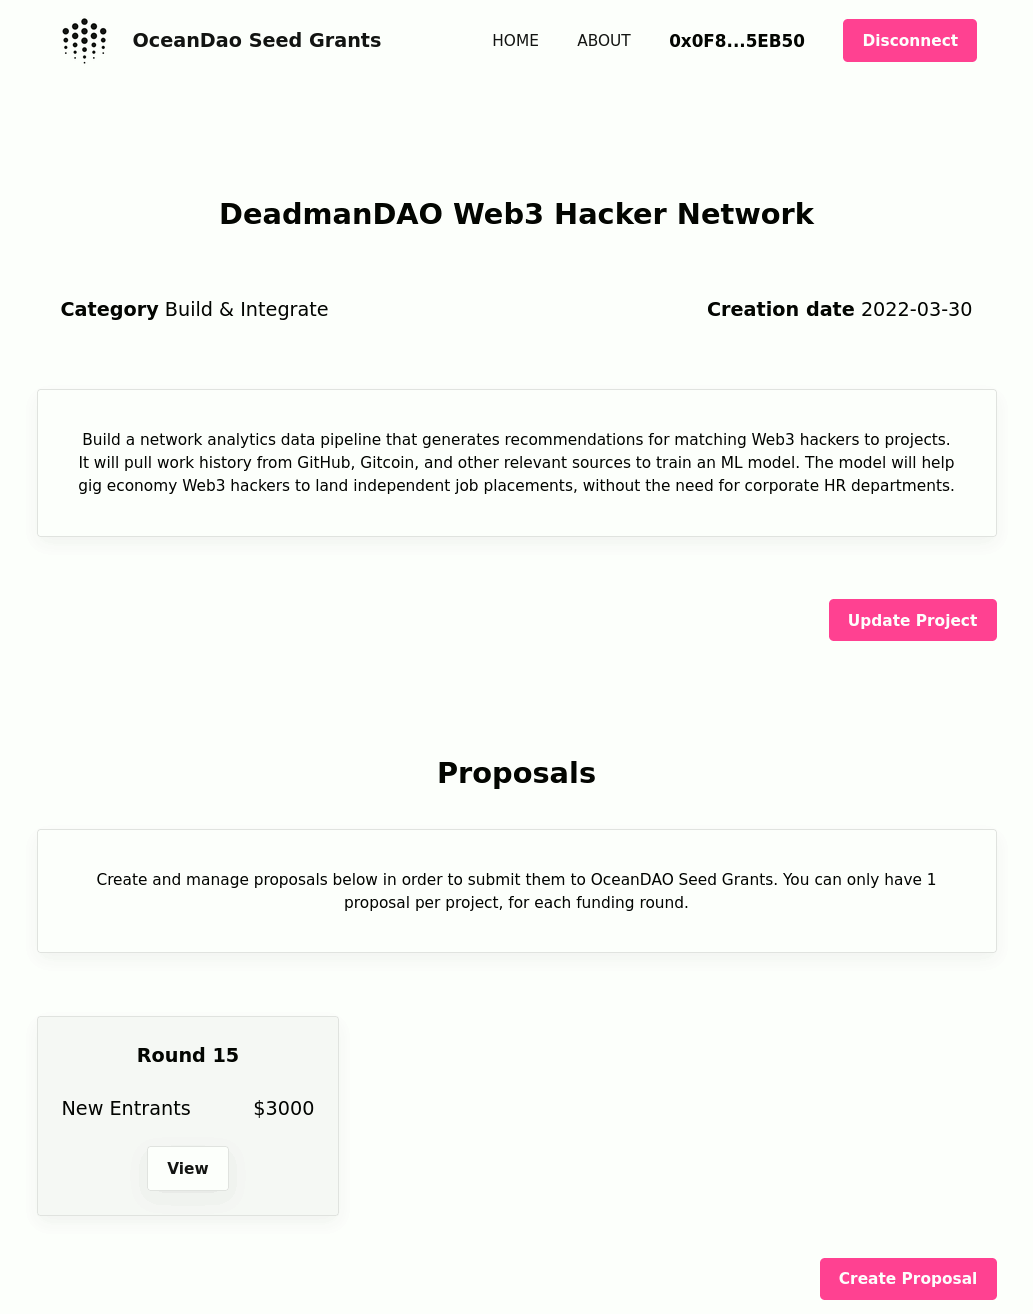 OceanDao Seed Grants
HOME
ABOUT
0x0F8...5EB50
Disconnect
DeadmanDAO Web3 Hacker Network
Category Build & Integrate
Creation date 2022-03-30
Build a network analytics data pipeline that generates recommendations for matching Web3 hackers to projects.
It will pull work history from GitHub, Gitcoin, and other relevant sources to train an ML model. The model will help
gig economy Web3 hackers to land independent job placements, without the need for corporate HR departments.
Update Project
Proposals
Create and manage proposals below in order to submit them to OceanDAO Seed Grants. You can only have 1
proposal per project, for each funding round.
Round 15
New Entrants
$3000
View
Create Proposal